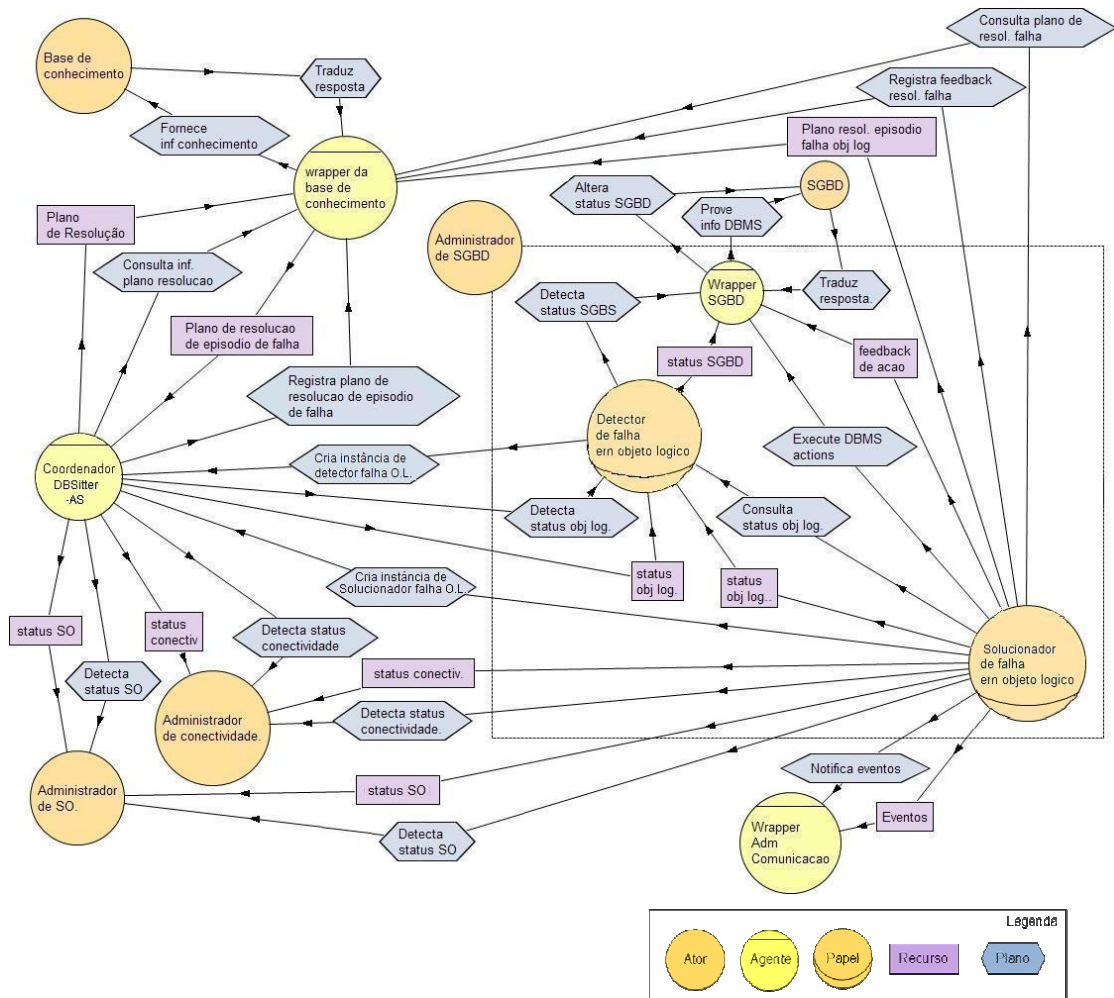 Consulta plano de
resol. falha
Base de
conhecimento
Traduz
resposta
Registra feedback
resol. falha
Fornece
inf conhecimento
Plano resol. episodio
falha obj log
wrapper da
base de
conhecimento
Altera
status SGBD
SGBD
Prove
info DBMS
Plano
de Resolução
Administrador
de SGBD
Consulta inf.
plano resolucao
Wrapper
SGBD
Traduz
resposta.
Detecta
status SGBS
Plano de resolucao
de episodio de falha
status SGBD
feedback
de acao
Registra plano de
resolucao de episodio
de falha
Detector
de falha
ern objeto logico
Execute DBMS
actions
Coordenador
DBSitter
-AS
Cria instância de
detector falha O.L..
Detecta
status obj log.
Consulta
status obj log.
Cria instância de
Solucionador falha O.L..
status
obj log.
status
obj log..
status SO
status
conectiv
Detecta status
conectividade
Solucionador
de falha
ern objeto logico
Detecta
status SO
status conectiv.
Administrador
de conectividade.
Detecta status
conectividade.
Administrador
de SO.
status SO
Notifica eventos
Detecta
status SO
Wrapper
Adm
Comunicacao
Eventos
Legenda
Ator
Agente
Papel
Recurso
Plano